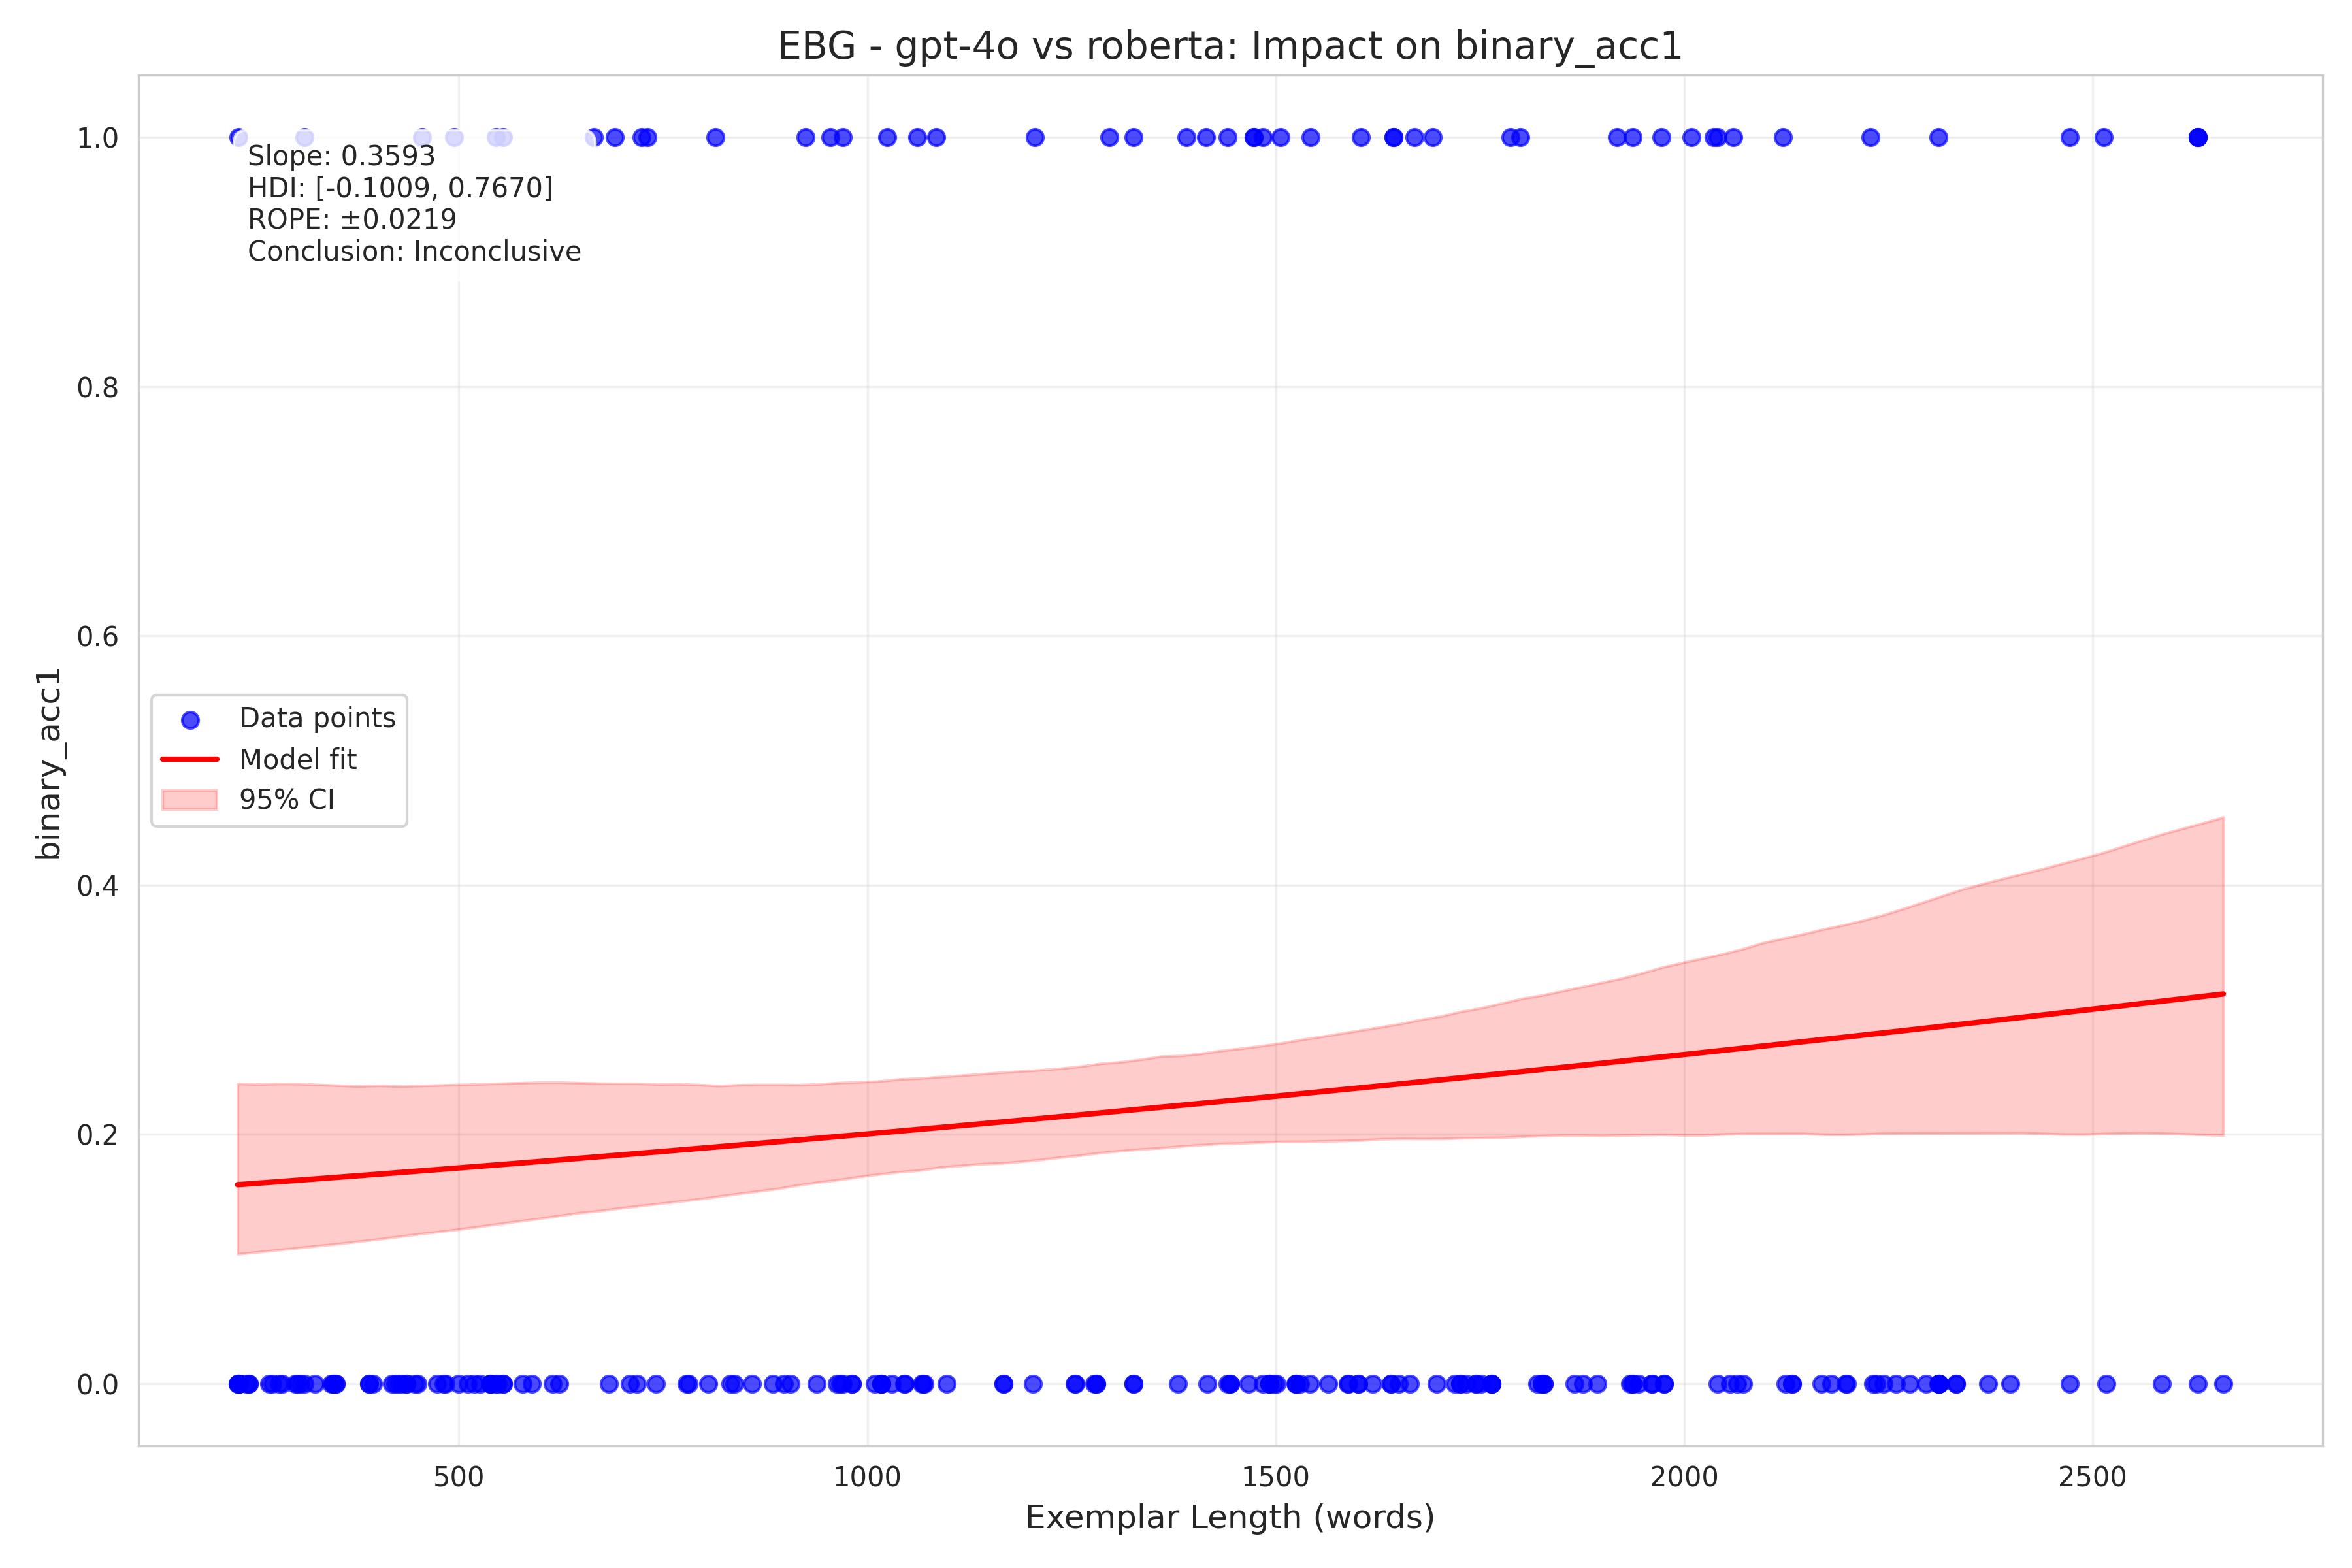 EBG - gpt-4o vs roberta: Impact on binary_acc1
1.0
Slope: 0.3593
HDI: [-0.1009, 0.7670]
ROPE: ±0.0219
Conclusion: Inconclusive
0.8
0.6
binary_acc1
Data points
Model fit
95% CI
0.4
0.2
0.0
500
1000
1500
2000
2500
Exemplar Length (words)